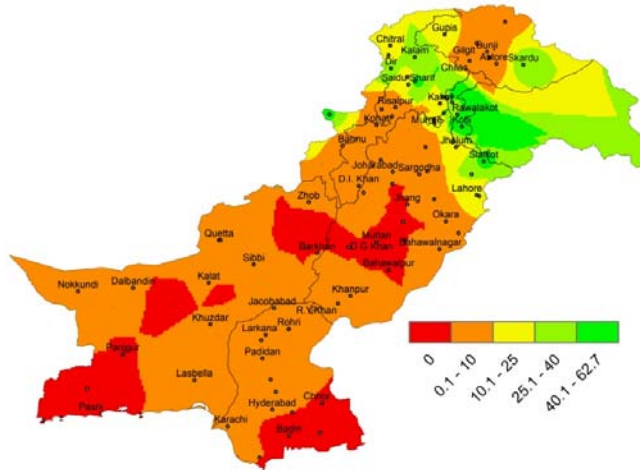 Gupis
Chitral
Bunji
Gilgit
Kalam
Astore
Skardu
Dir
Chilas
Saidu Sharif
Risalpur
Rawalakot
Kohat
Kotli
Bannu
Jhelum
Sialkot
Joharabad
Sargodha
D.I. Khan
Lahore
Zhob
Jhang
Okara
Quetta
Multan
Barkhan
D.G.Khan
Bahawalnagar
Sibbi
Bahawalpur
Kalat
Dalbandin
Nokkundi
Khanpur
Jacobabad
R.Y.Khan
Khuzdar
Rohri
Larkana
Panjgur
Padidan
Lasbella
Pasni
Chhor
Hyderabad
Karachi
Badin
0
0.1 - 10
10.1 - 25
25.1 - 40
40.1 - 62.7